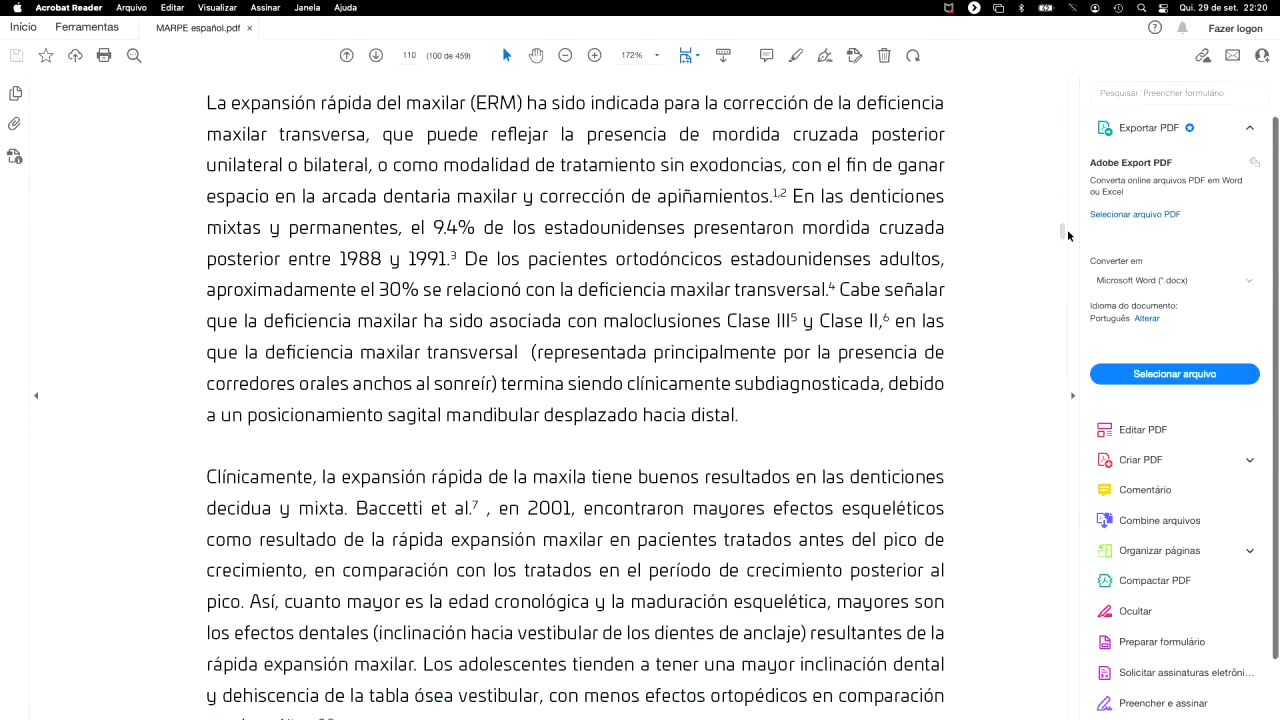 Acrobat Reader Arquivo Editar Visualizar Assinar Janela Ajuda Qui. 29 de set. 22:20
Início Ferramentas MARPE español.pdf × Fazer logon
110 (100 de 459) 172%
La expansión rápida del maxilar (ERM) ha sido indicada para la corrección de la deficiencia
maxilar transversa, que puede reflejar la presencia de mordida cruzada posterior
unilateral o bilateral, o como modalidad de tratamiento sin exodoncias, con el fin de ganar
espacio en la arcada dentaria maxilar y corrección de apiñamientos.1,2 En las denticiones
mixtas y permanentes, el 9.4% de los estadounidenses presentaron mordida cruzada
posterior entre 1988 y 1991.3 De los pacientes ortodóncicos estadounidenses adultos,
aproximadamente el 30% se relacionó con la deficiencia maxilar transversal.4 Cabe señalar
que la deficiencia maxilar ha sido asociada con maloclusiones Clase III5 y Clase II,6 en las
que la deficiencia maxilar transversal (representada principalmente por la presencia de
corredores orales anchos al sonreír) termina siendo clínicamente subdiagnosticada, debido
a un posicionamiento sagital mandibular desplazado hacia distal.
Clínicamente, la expansión rápida de la maxila tiene buenos resultados en las denticiones
decidua y mixta. Baccetti et al.7 , en 2001, encontraron mayores efectos esqueléticos
como resultado de la rápida expansión maxilar en pacientes tratados antes del pico de
crecimiento, en comparación con los tratados en el período de crecimiento posterior al
pico. Así, cuanto mayor es la edad cronológica y la maduración esquelética, mayores son
los efectos dentales (inclinación hacia vestibular de los dientes de anclaje) resultantes de la
rápida expansión maxilar. Los adolescentes tienden a tener una mayor inclinación dental
y dehiscencia de la tabla ósea vestibular, con menos efectos ortopédicos en comparación
Pesquisar 'Preencher formulário'
Exportar PDF
Adobe Export PDF
Converta online arquivos PDF em Word
ou Excel
Selecionar arquivo PDF
Converter em
Microsoft Word (*.docx)
Idioma do documento:
Português Alterar
Selecionar arquivo
Editar PDF
Criar PDF
Comentário
Combine arquivos
Organizar páginas
Compactar PDF
Ocultar
Preparar formulário
Solicitar assinaturas eletrôni...
Preencher e assinar